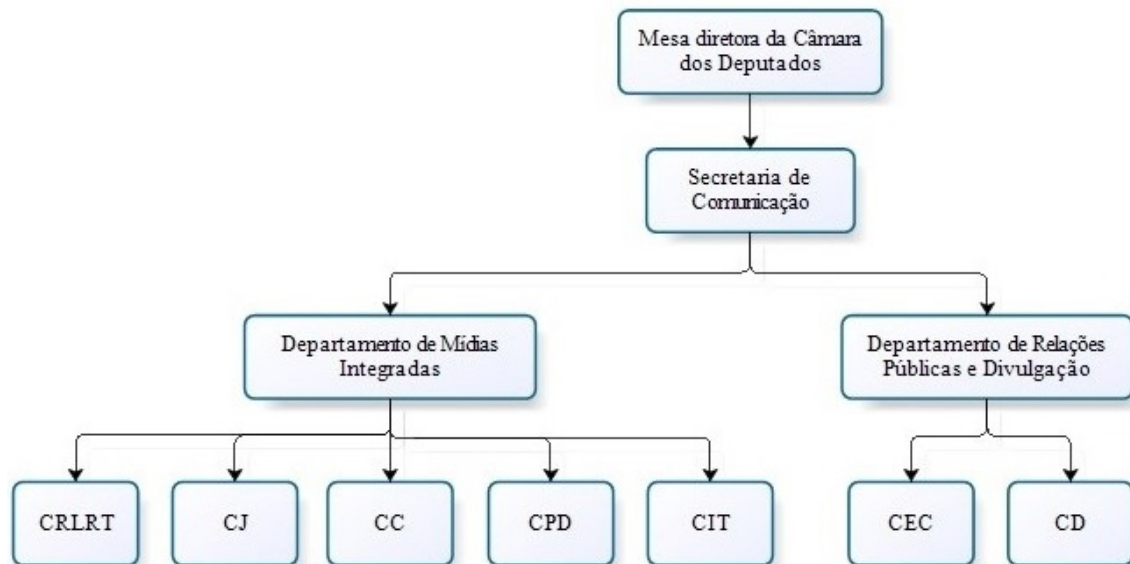 Mesa diretora da Câmara
dos Deputados
Secretaria de
Comunicação
Departamento de Mídias
Integradas
Departamento de Relações
Públicas e Divulgação
CRLRT
CJ
CC
CPD
CIT
CEC
CD